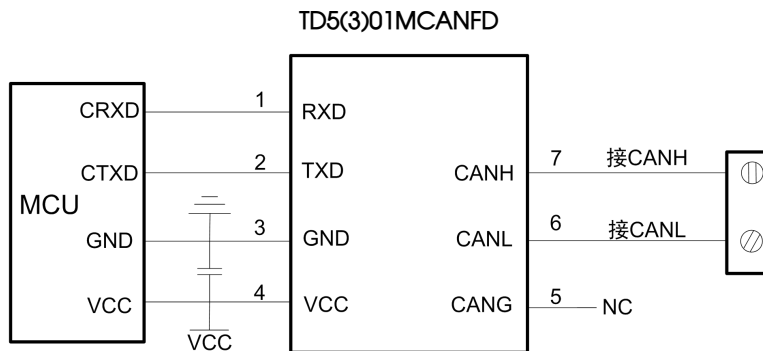 TD5(3)01MCANFD
CRXD 1 RXD
CTXD 2 TXD CANH 7 接CANH
MCU
GND 3 GND CANL 6 接CANL
VCC 4 VCC CANG 5 NC
VCC